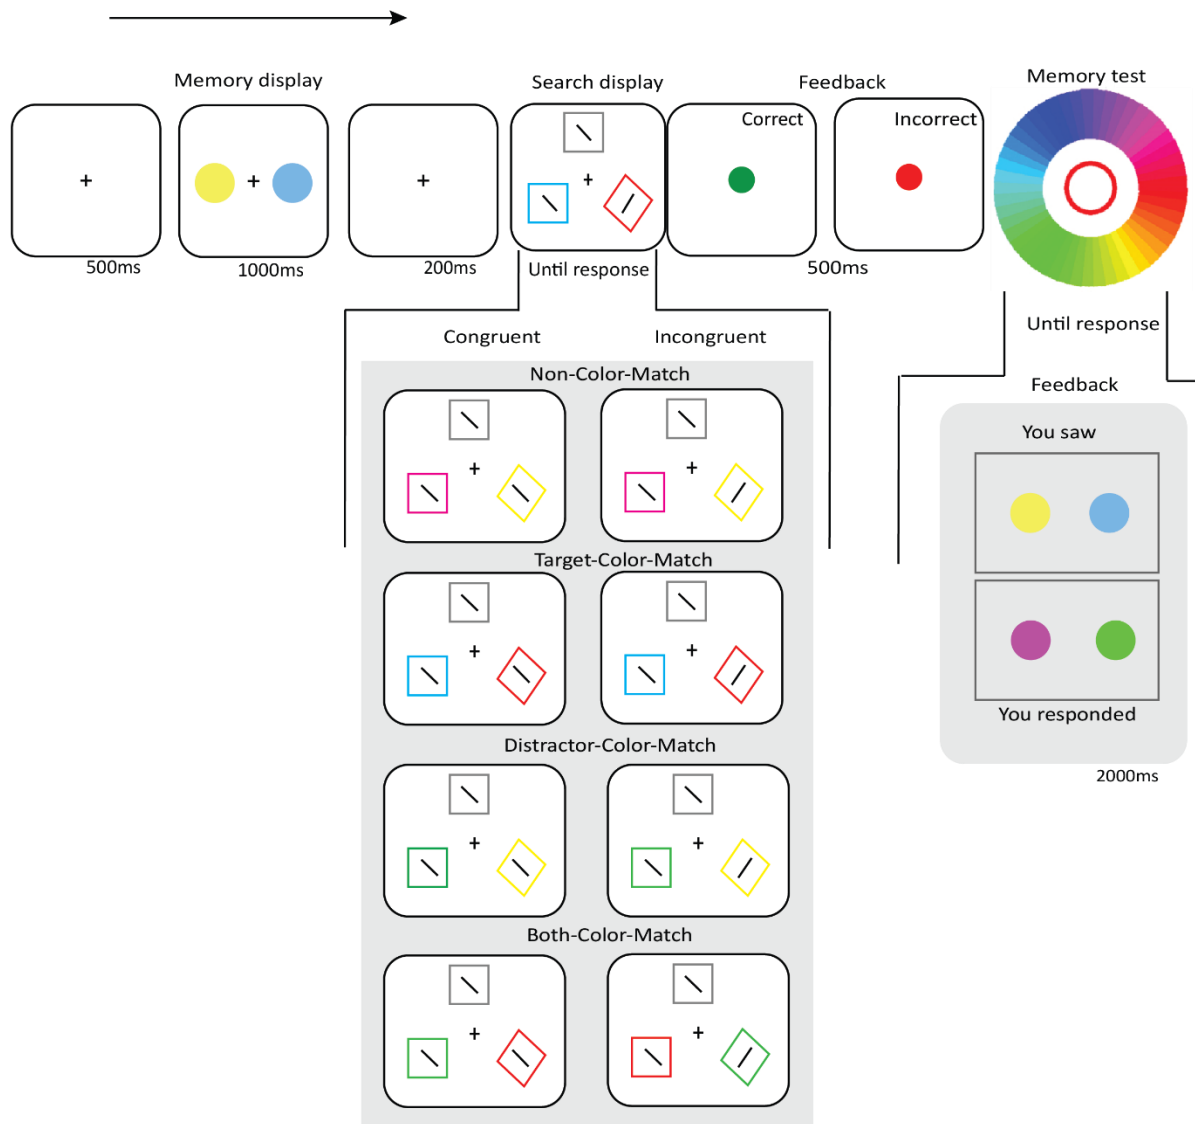 Memory display
Search display
Feedback
Memory test
Correct
Incorrect
500ms
1000ms
200ms
Until response
500ms
Until response
Congruent
Incongruent
Non-Color-Match
Target-Color-Match
Distractor-Color-Match
Both-Color-Match
Feedback
You saw
You responded
2000ms